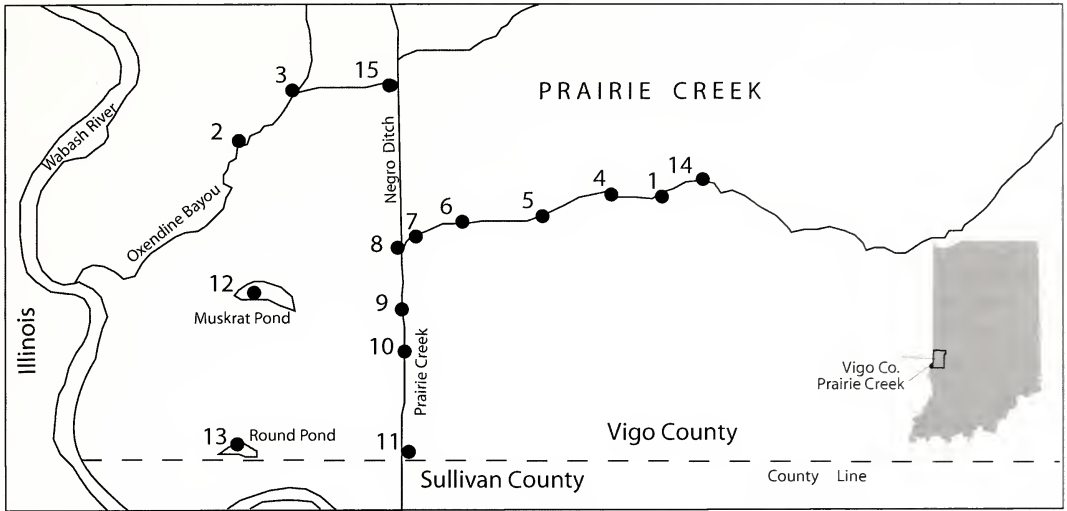 3
15
PRAIRIE CREEK
Wabash River
2
Negro Ditch
14
4
1
Oxendine Bayou
6
5
7
8
12
Muskrat Pond
9
Illinois
10
Prairie Creek
Vigo Co.
Prairie Creek
13
Round Pond
11
Vigo County
Sullivan County
County Line